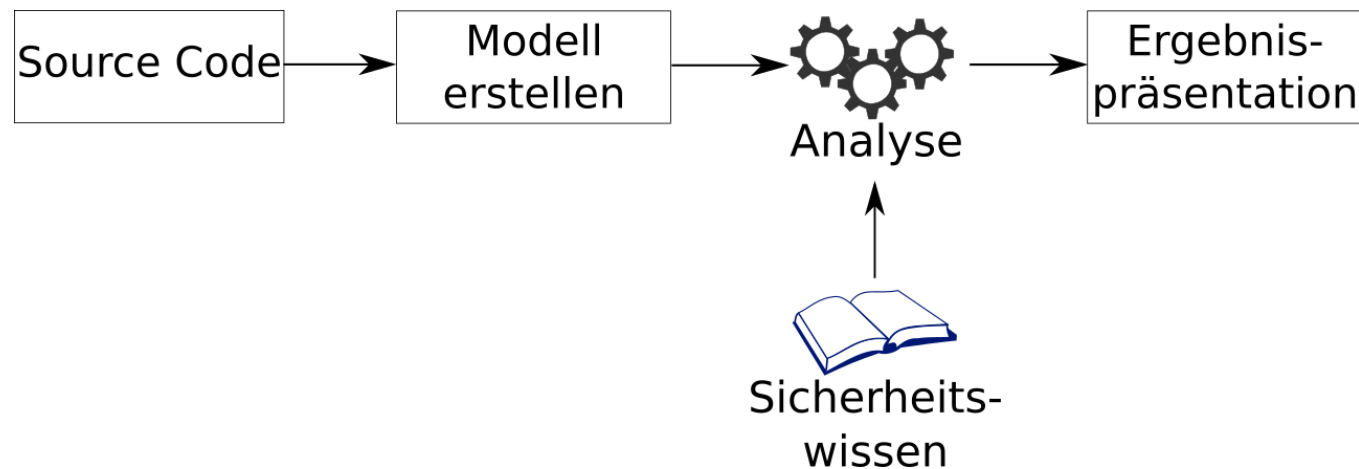 Source Code
Modell
erstellen
Analyse
Ergebnis-
präsentation
Sicherheits-
wissen